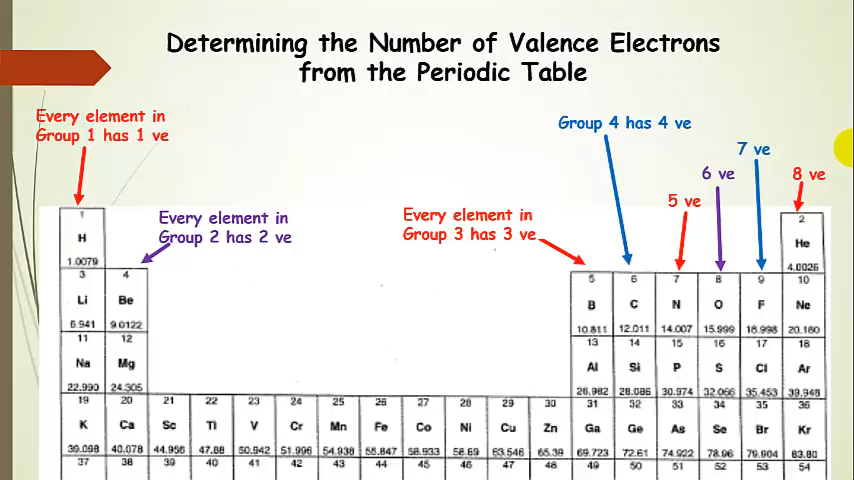 Determining the Number of Valence Electrons
from the Periodic Table
Every element in
Group 1 has 1 ve
Group 4 has 4 ve
7 ve
6 ve
8 ve
5 ve
Every element in
Group 2 has 2 ve
Every element in
Group 3 has 3 ve
1
2
H
He
1.0079
4.0026
3 4 5 6 7 8 9 10
Li Be B C N O F Ne
6.941 9.0122 10.811 12.011 14.007 15.999 18.998 20.180
11 12 13 14 15 16 17 18
Na Mg Al Si P S Cl Ar
22.990 24.305 26.982 28.086 30.974 32.066 35.453 39.948
19 20 21 22 23 24 25 26 27 28 29 30 31 32 33 34 35 36
K Ca Sc Ti V Cr Mn Fe Co Ni Cu Zn Ga Ge As Se Br Kr
39.098 40.078 44.956 47.88 50.942 51.996 54.938 55.847 58.933 58.69 63.546 65.39 69.723 72.61 74.922 78.96 79.904 83.80
37 38 39 40 41 42 43 44 45 46 47 48 49 50 51 52 53 54